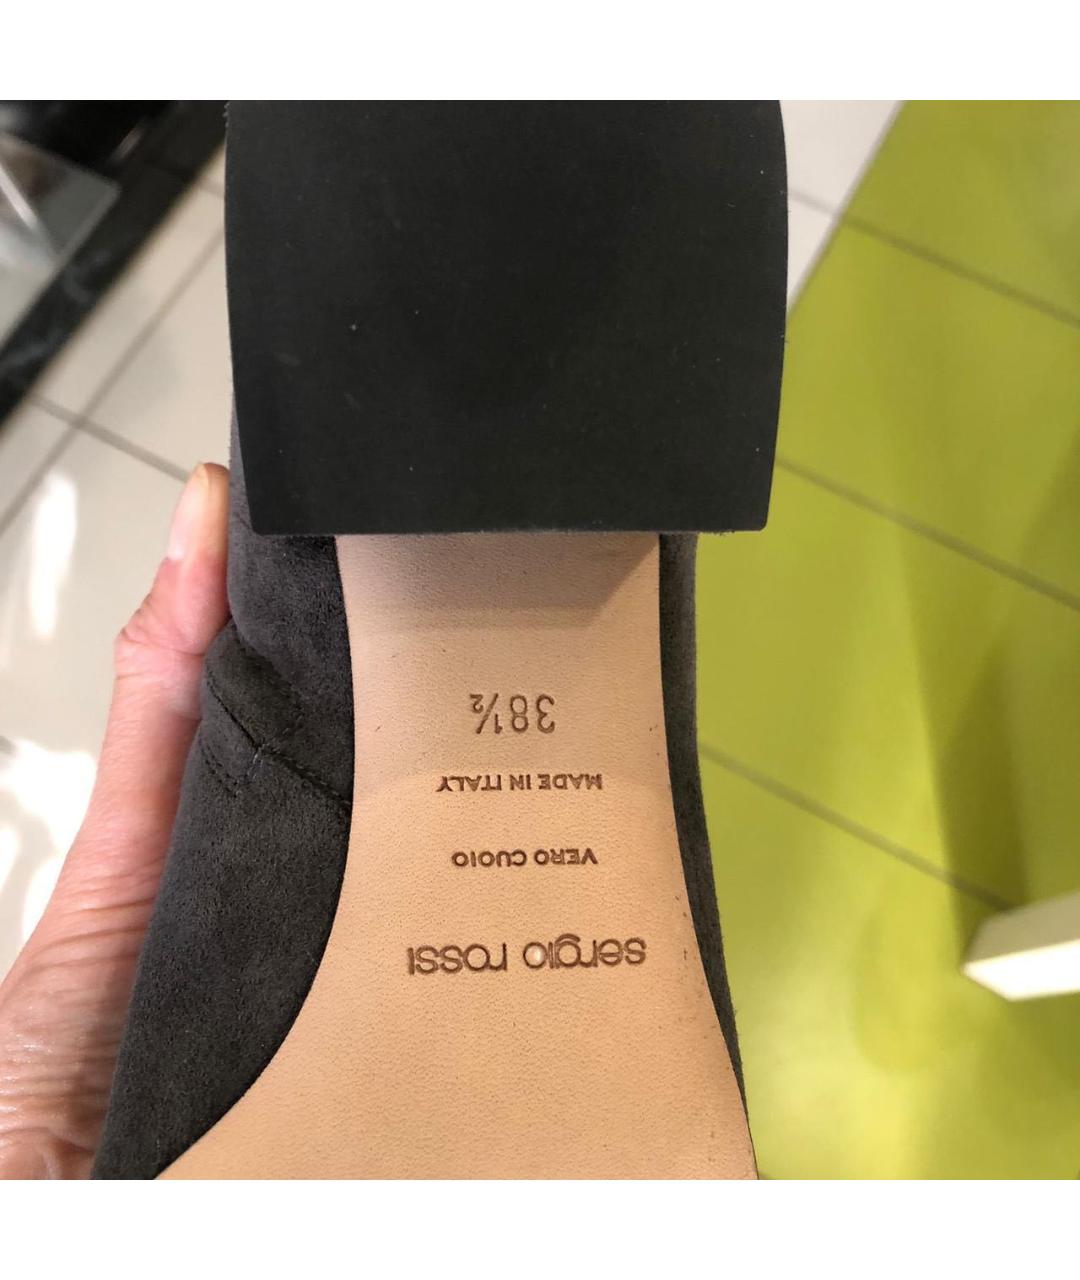 sergio rossi
VERO CUOIO
MADE IN ITALY
38½